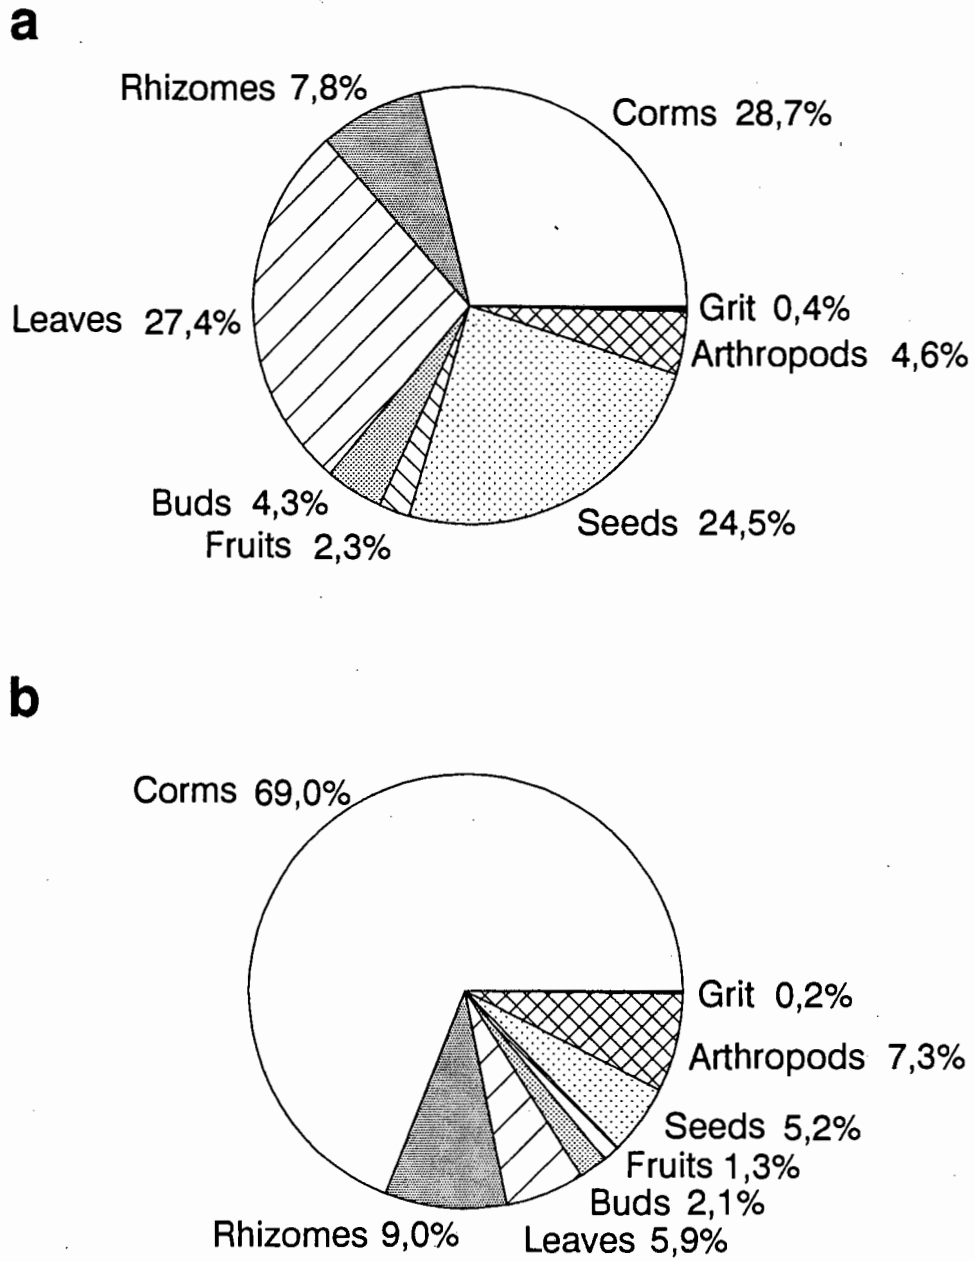 a
Rhizomes 7,8%
Corms 28,7%
Grit 0,4%
Leaves 27,4%
Arthropods 4,6%
Buds 4,3%
Seeds 24,5%
Fruits 2,3%
b
Corms 69,0%
Grit 0,2%
Arthropods 7,3%
Seeds 5,2%
Fruits 1,3%
Buds 2,1%
Rhizomes 9,0%
Leaves 5,9%